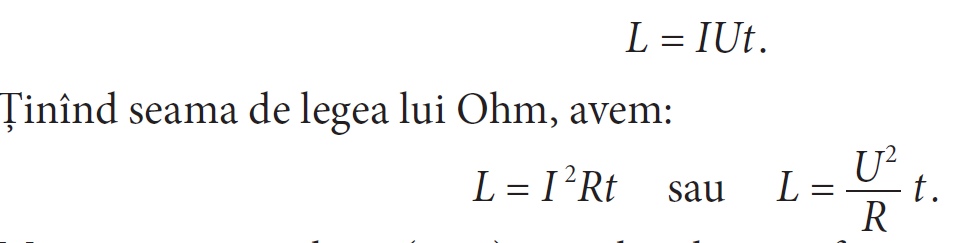 L = IUt.
Ținînd seama de legea lui Ohm, avem:
L = I²Rt sau L = U²/R t.